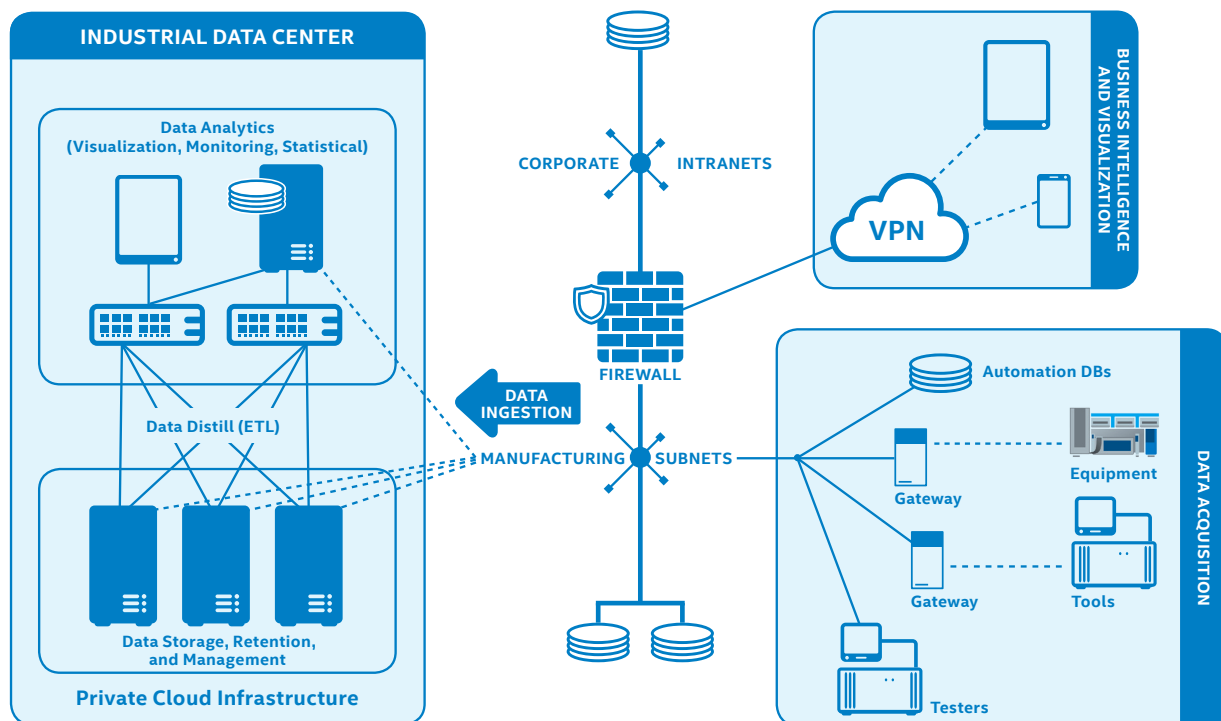 INDUSTRIAL DATA CENTER
Data Analytics
(Visualization, Monitoring, Statistical)
Data Distill (ETL)
Data Storage, Retention,
and Management
Private Cloud Infrastructure
CORPORATE INTRANETS
FIREWALL
DATA
INGESTION
MANUFACTURING SUBNETS
VPN
BUSINESS INTELLIGENCE
AND VISUALIZATION
Automation DBs
Equipment
Gateway
Gateway
Tools
Testers
DATA ACQUISITION